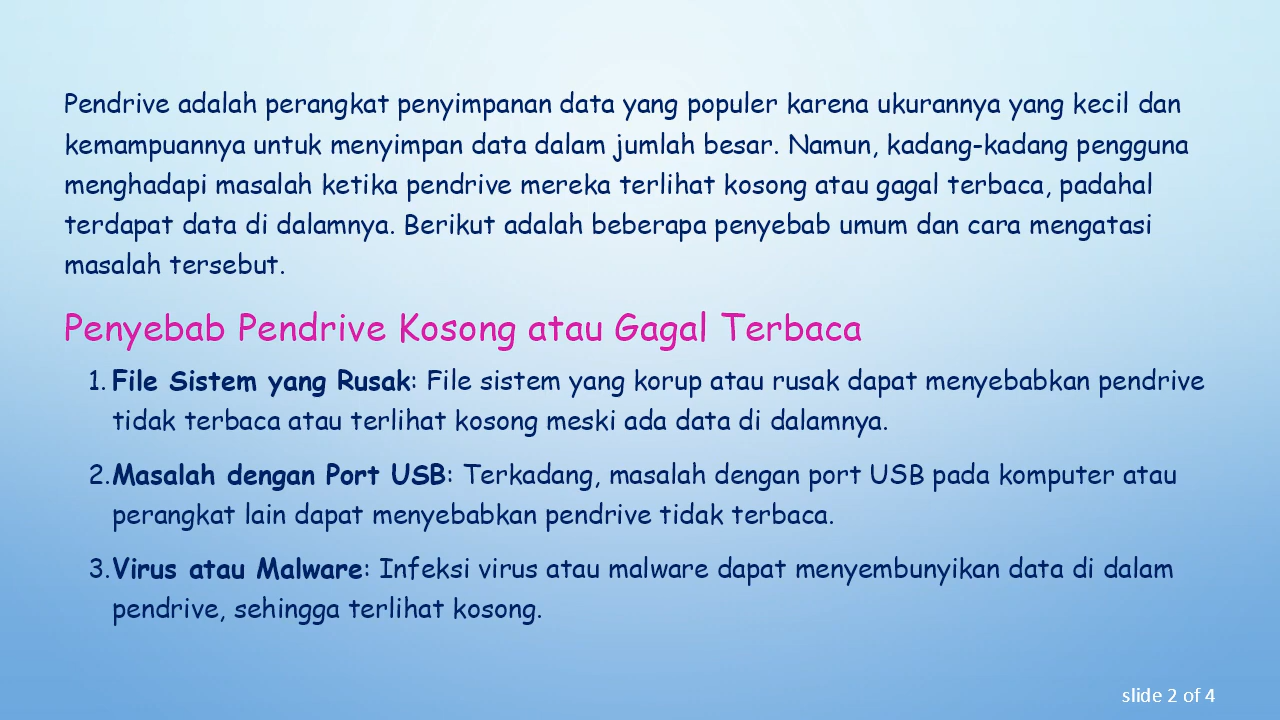 Pendrive adalah perangkat penyimpanan data yang populer karena ukurannya yang kecil dan
kemampuannya untuk menyimpan data dalam jumlah besar. Namun, kadang-kadang pengguna
menghadapi masalah ketika pendrive mereka terlihat kosong atau gagal terbaca, padahal
terdapat data di dalamnya. Berikut adalah beberapa penyebab umum dan cara mengatasi
masalah tersebut.
Penyebab Pendrive Kosong atau Gagal Terbaca
1. File Sistem yang Rusak: File sistem yang korup atau rusak dapat menyebabkan pendrive
tidak terbaca atau terlihat kosong meski ada data di dalamnya.
2. Masalah dengan Port USB: Terkadang, masalah dengan port USB pada komputer atau
perangkat lain dapat menyebabkan pendrive tidak terbaca.
3. Virus atau Malware: Infeksi virus atau malware dapat menyembunyikan data di dalam
pendrive, sehingga terlihat kosong.
slide 2 of 4